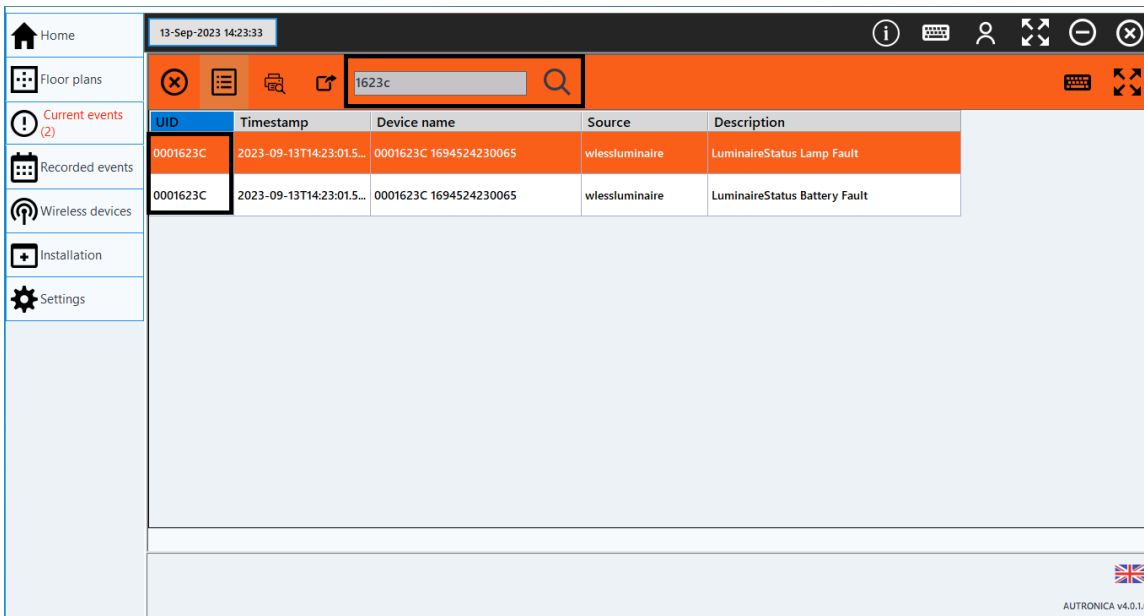 13-Sep-2023 14:23:33
Home
Floor plans
Current events
(2)
Recorded events
Wireless devices
Installation
Settings
1623c
UID Timestamp Device name Source Description
0001623C 2023-09-13T14:23:01.5... 0001623C 1694524230065 wlessluminaire LuminaireStatus Lamp Fault
0001623C 2023-09-13T14:23:01.5... 0001623C 1694524230065 wlessluminaire LuminaireStatus Battery Fault
AUTRONICA v4.0.1.